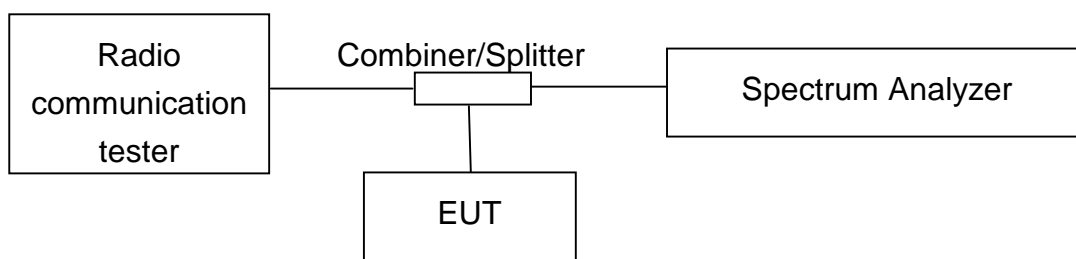 Radio
communication
tester
Combiner/Splitter
Spectrum Analyzer
EUT